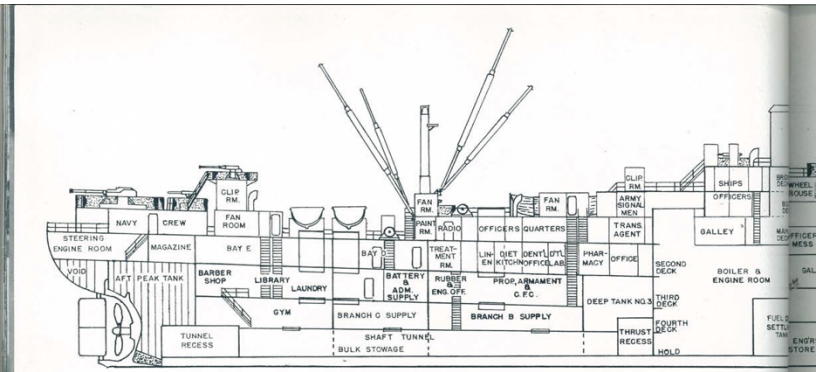 CLIP
RM.
NAVY
CREW
FAN
ROOM
FAN
RM.
PAINT
RM.
RADIO
OFFICERS QUARTERS
FAN
RM.
CLIP
RM.
ARMY
SIGNAL
MEN
TRANS.
AGENT
SHIPS
OFFICERS
GALLEY
WHEEL
HOUSE
OFFICERS
MESS
STEERING
ENGINE ROOM
MAGAZINE
BAY E
BAY D
TREAT-
MENT
RM.
LIN-
EN
DIET
KITCHEN
DENT'L
OFFICE
LAB.
PHAR-
MACY
OFFICE
VOID
AFT PEAK TANK
BARBER
SHOP
LIBRARY
LAUNDRY
BATTERY
&
ADM.
SUPPLY
RUBBER
&
ENG. OFF.
PROP, ARMAMENT
&
C.F.C.
SECOND
DECK
BOILER &
ENGINE ROOM
GYM
BRANCH C SUPPLY
BRANCH B SUPPLY
DEEP TANK NO.3
THIRD
DECK
TUNNEL
RECESS
SHAFT TUNNEL
BULK STOWAGE
THRUST
RECESS
FOURTH
DECK
HOLD